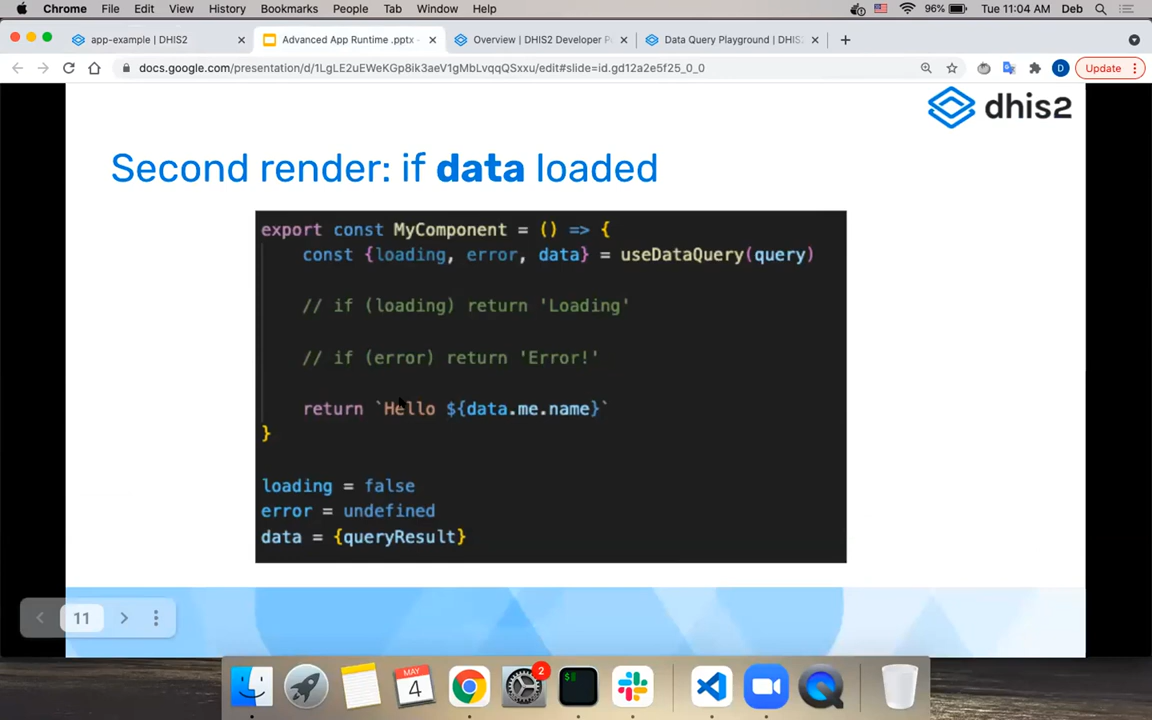 Chrome File Edit View History Bookmarks People Tab Window Help 96% Tue 11:04 AM Deb
app-example | DHIS2
Advanced App Runtime .pptx -
Overview | DHIS2 Developer P
Data Query Playground | DHIS
docs.google.com/presentation/d/1LgLE2uEWeKGp8ik3aeV1gMbLvqqQSxxu/edit#slide=id.gd12a2e5f25_0_0
D
Update
dhis2
Second render: if data loaded
export const MyComponent = () => {
const {loading, error, data} = useDataQuery(query)
// if (loading) return 'Loading'
// if (error) return 'Error!'
return `Hello ${data.me.name}`
}
loading = false
error = undefined
data = {queryResult}
11
MAY
4
2
$